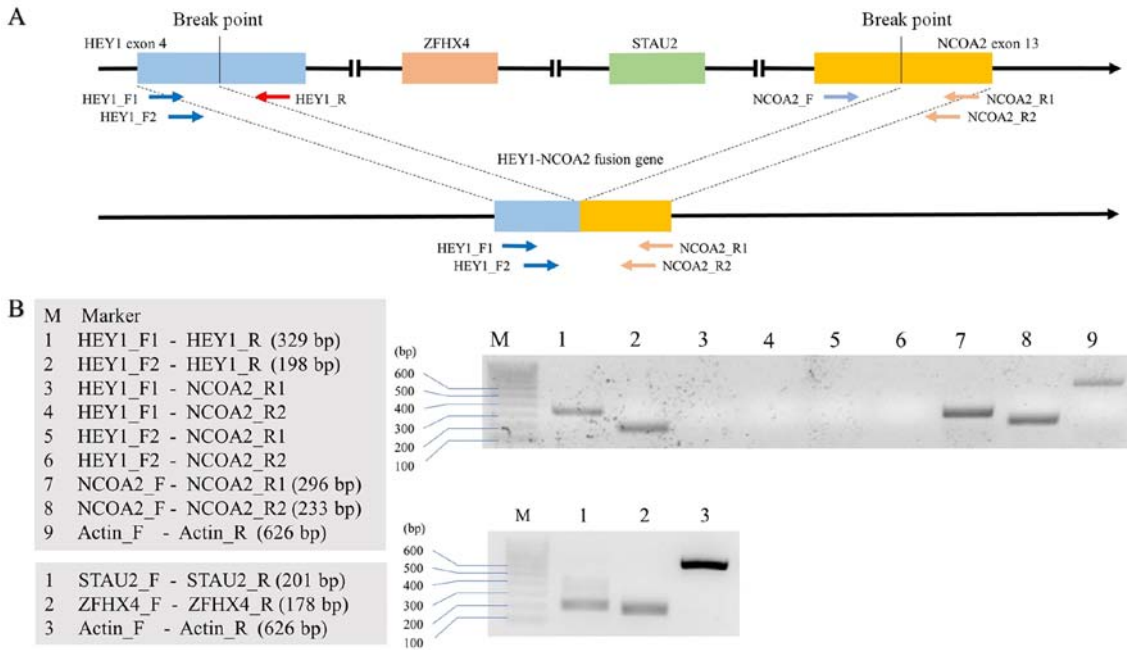 A
Break point
Break point
HEY1 exon 4
ZFHX4
STAU2
NCOA2 exon 13
HEY1_F1
HEY1_R
NCOA2_F
NCOA2_R1
HEY1_F2
NCOA2_R2
HEY1-NCOA2 fusion gene
HEY1_F1
NCOA2_R1
HEY1_F2
NCOA2_R2
B
M Marker
1 HEY1_F1 - HEY1_R (329 bp)
2 HEY1_F2 - HEY1_R (198 bp)
3 HEY1_F1 - NCOA2_R1
4 HEY1_F1 - NCOA2_R2
5 HEY1_F2 - NCOA2_R1
6 HEY1_F2 - NCOA2_R2
7 NCOA2_F - NCOA2_R1 (296 bp)
8 NCOA2_F - NCOA2_R2 (233 bp)
9 Actin_F - Actin_R (626 bp)
1 STAU2_F - STAU2_R (201 bp)
2 ZFHX4_F - ZFHX4_R (178 bp)
3 Actin_F - Actin_R (626 bp)
(bp) M 1 2 3 4 5 6 7 8 9
600
500
400
300
200
100
(bp) M 1 2 3
600
500
400
300
200
100